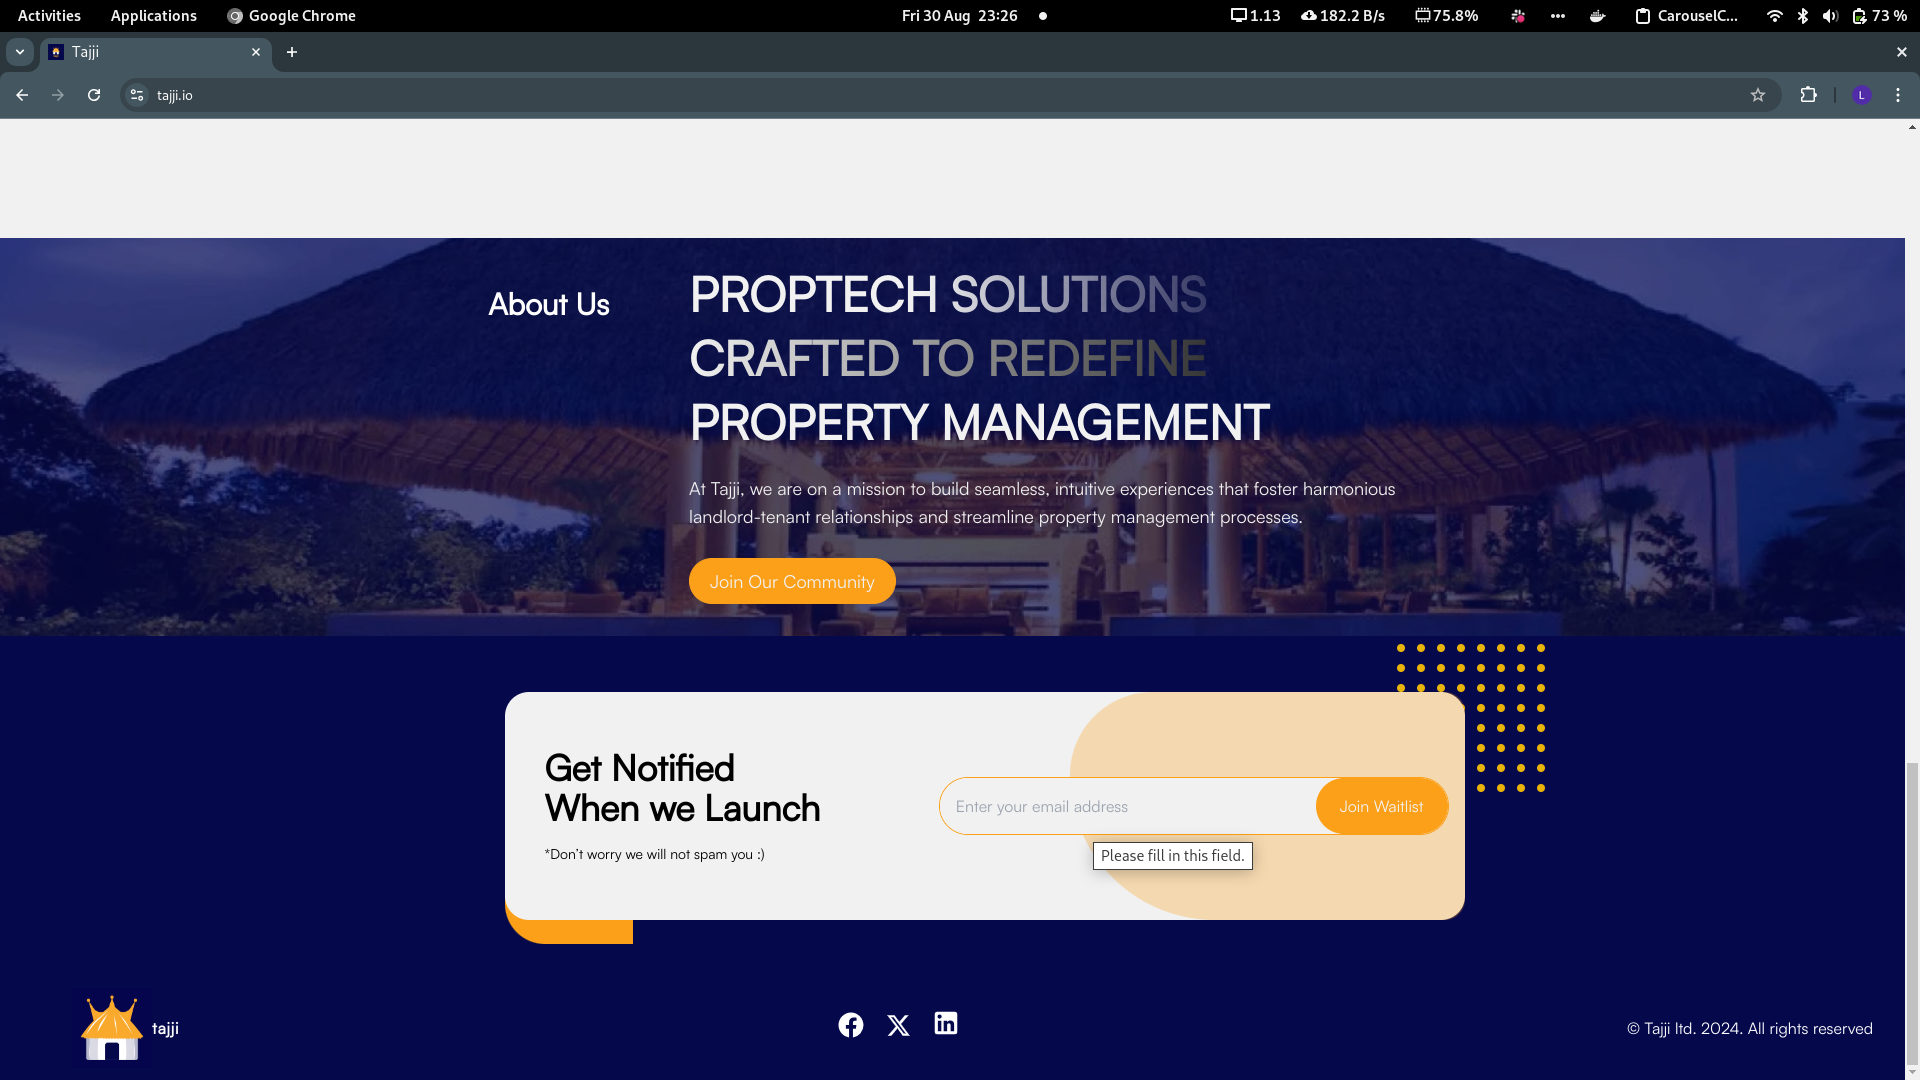 Activities Applications Google Chrome Fri 30 Aug 23:26 1.13 182.2 B/s 75.8% CarouselC... 73 %
Tajji
tajji.io L
About Us
PROPTECH SOLUTIONS
CRAFTED TO REDEFINE
PROPERTY MANAGEMENT
At Tajji, we are on a mission to build seamless, intuitive experiences that foster harmonious
landlord-tenant relationships and streamline property management processes.
Join Our Community
Get Notified
When we Launch
*Don’t worry we will not spam you :)
Enter your email address
Join Waitlist
Please fill in this field.
tajji
© Tajji ltd. 2024. All rights reserved